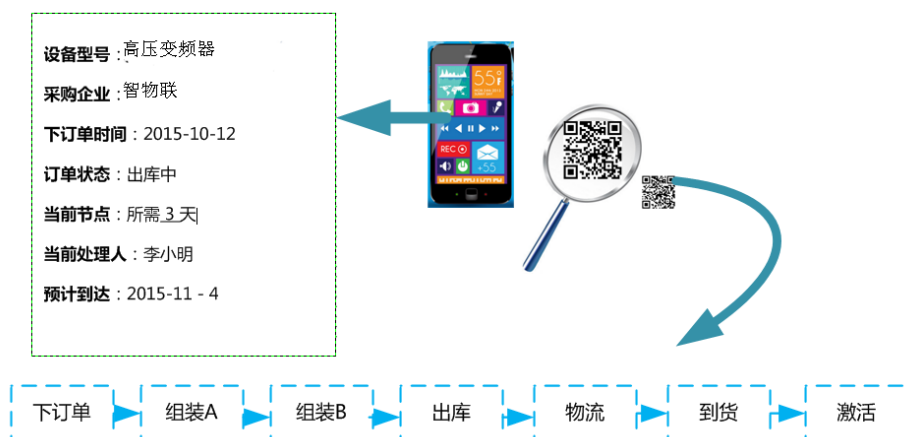 设备型号：高压变频器
采购企业：智物联
下订单时间：2015-10-12
订单状态：出库中
当前节点：所需 3 天
当前处理人：李小明
预计到达：2015-11 - 4
55°
F
REC
+55
下订单
组装A
组装B
出库
物流
到货
激活